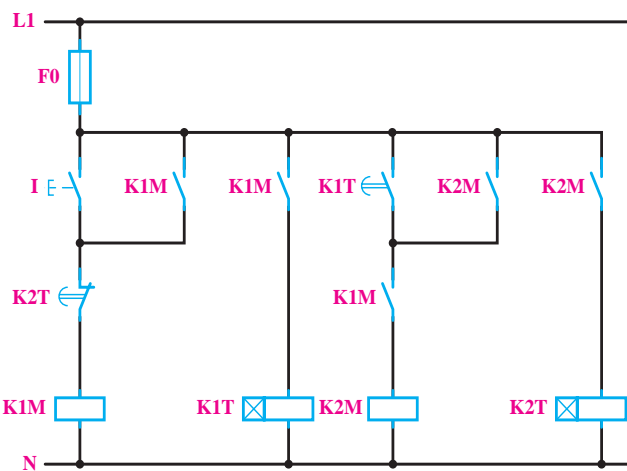 L1
F0
I K1M K1M K1T K2M K2M
K2T K1M
K1M K1T K2M K2T
N